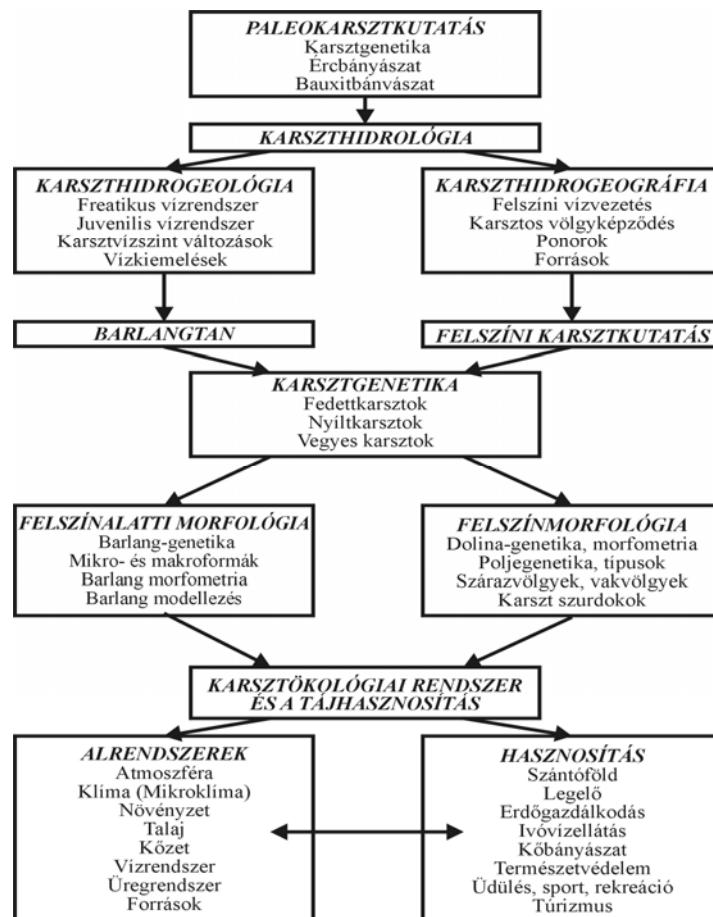 PALEOKARSZTKUTATÁS
Karsztgenetika
Ércbányászat
Bauxitbánvászat
KARSZTHIDROLÓGIA
KARSZTHIDROGEOLÓGIA
Freatikus vízrendszer
Juvenilis vízrendszer
Karsztvízszint változások
Vízkiemelések
KARSZTHIDROGEOGRÁFIA
Felszíni vízvezetés
Karsztos völgyképződés
Ponorok
Források
BARLANGTAN
FELSZÍNI KARSZTKUTATÁS
KARSZTGENETIKA
Fedettkarsztok
Nyíltkarsztok
Vegyes karsztok
FELSZÍNALATTI MORFOLÓGIA
Barlang-genetika
Mikro- és makroformák
Barlang morfometria
Barlang modellezés
FELSZÍNMORFOLÓGIA
Dolina-genetika, morfometria
Poljegenetika, típusok
Szárazvölgyek, vakvölgyek
Karszt szurdokok
KARSZTÖKOLÓGIAI RENDSZER
ÉS A TÁJHASZNOSÍTÁS
ALRENDSZEREK
Atmoszféra
Klíma (Mikroklíma)
Növényzet
Talaj
Kőzet
Vízrendszer
Üregrendszer
Források
HASZNOSÍTÁS
Szántóföld
Legelő
Erdőgazdálkodás
Ivóvízellátás
Kőbányászat
Természetvédelem
Üdülés, sport, rekreáció
Túrizmus